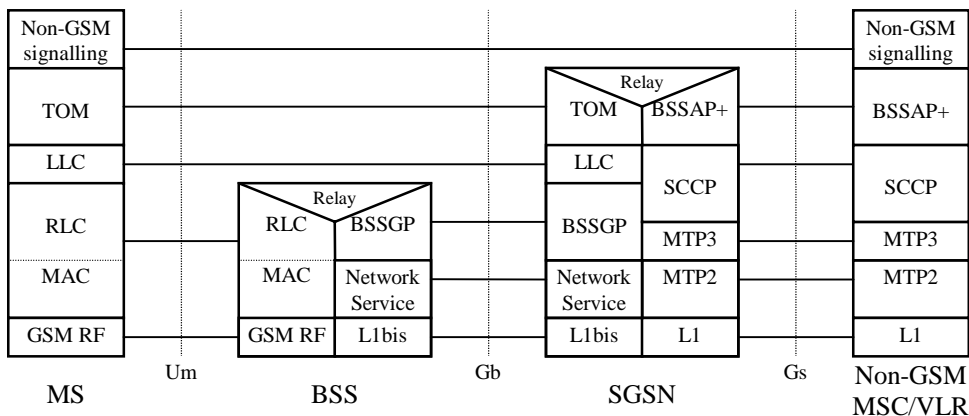 Non-GSM
signalling
Non-GSM
signalling
Relay
TOM
TOM
BSSAP+
BSSAP+
LLC
LLC
SCCP
SCCP
Relay
RLC
RLC
BSSGP
BSSGP
MTP3
MTP3
MAC
MAC
Network
Service
Network
Service
MTP2
MTP2
GSM RF
GSM RF
L1bis
L1bis
L1
L1
Um
Gb
Gs
MS
BSS
SGSN
Non-GSM
MSC/VLR